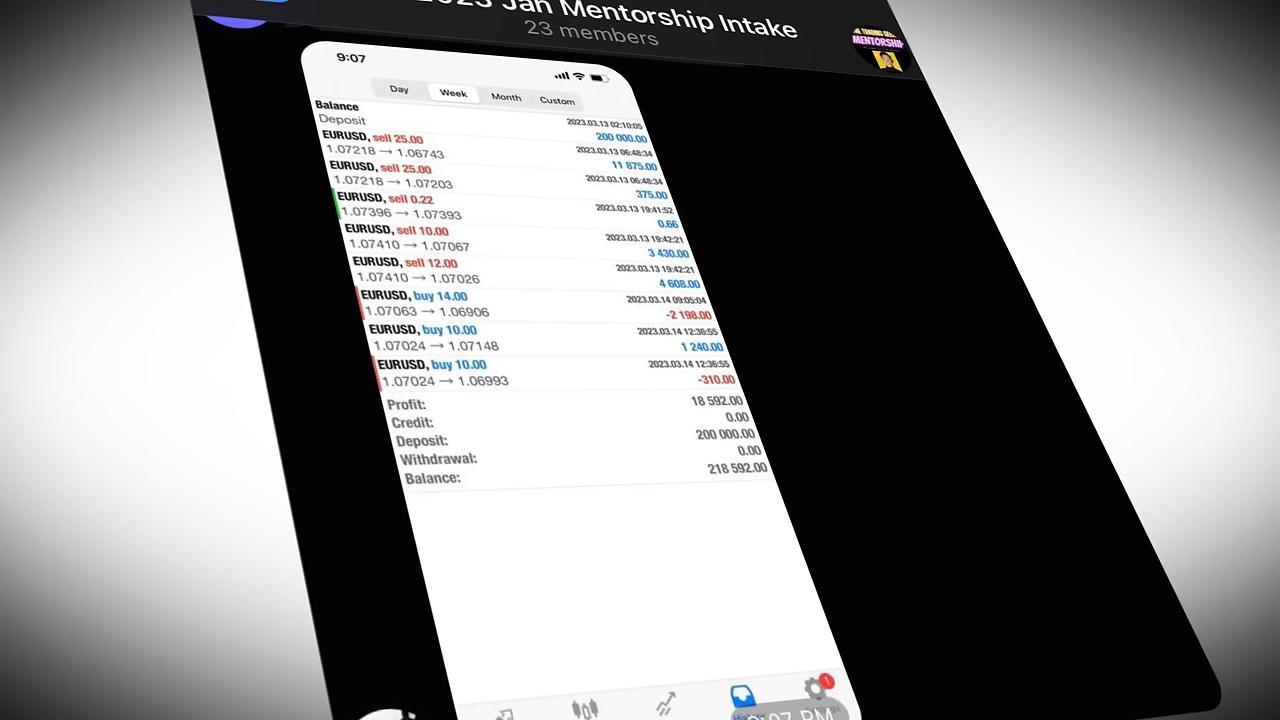 2023 Jan Mentorship Intake
23 members
MENTORSHIP
9:07
Day Week Month Custom
Balance 2023.03.13 02:10:05
Deposit 200 000.00
EURUSD, sell 25.00 2023.03.13 06:48:34
1.07218 → 1.06743 11 875.00
EURUSD, sell 25.00 2023.03.13 06:48:34
1.07218 → 1.07203 375.00
EURUSD, sell 0.22 2023.03.13 19:41:52
1.07396 → 1.07393 0.66
EURUSD, sell 10.00 2023.03.13 19:42:21
1.07410 → 1.07067 3 430.00
EURUSD, sell 12.00 2023.03.13 19:42:21
1.07410 → 1.07026 4 608.00
EURUSD, buy 14.00 2023.03.14 09:05:04
1.07063 → 1.06906 -2 198.00
EURUSD, buy 10.00 2023.03.14 12:36:55
1.07024 → 1.07148 1 240.00
EURUSD, buy 10.00 2023.03.14 12:36:55
1.07024 → 1.06993 -310.00
Profit: 18 592.00
Credit: 0.00
Deposit: 200 000.00
Withdrawal: 0.00
Balance: 218 592.00
1
9:07 PM